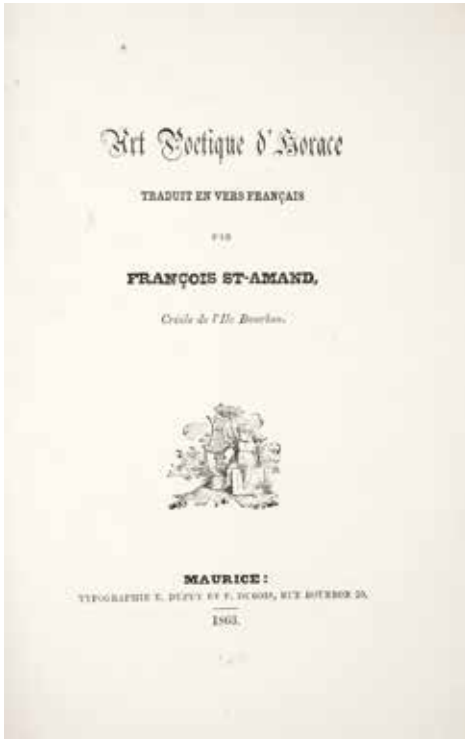 Art Poetique d'Horace
TRADUIT EN VERS FRANÇAIS
PAR
FRANÇOIS ST-AMAND,
Créole de l'Ile Bourbon.
MAURICE:
TYPOGRAPHIE E. DUPUY ET P. DUBOIS, RUE BOURBON 20,
1863.